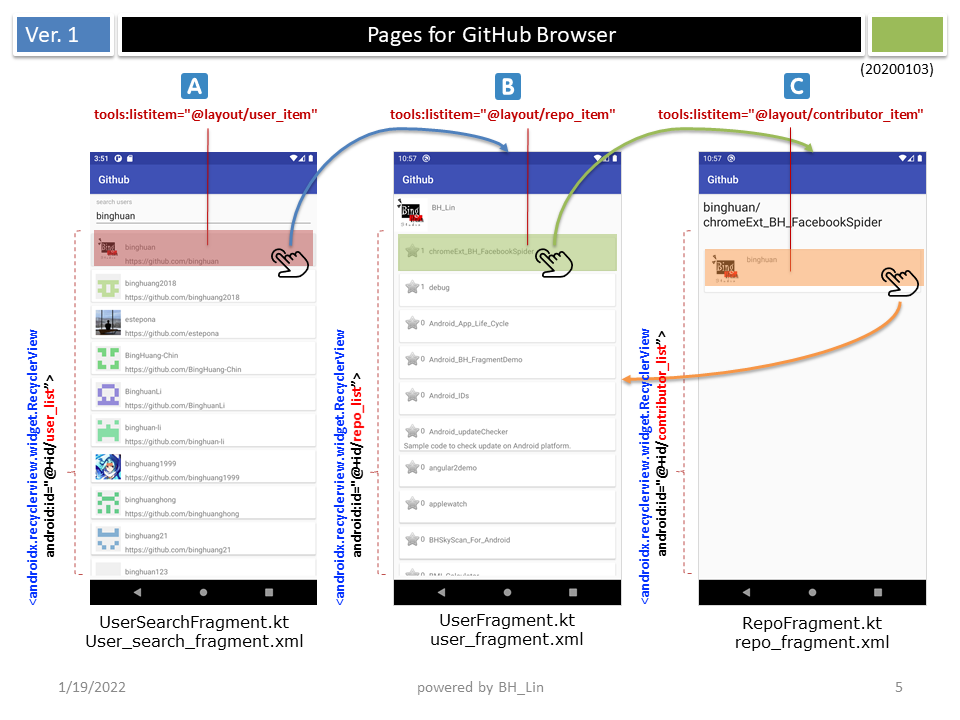 Ver. 1
Pages for GitHub Browser
(20200103)
A
B
C
tools:listitem="@layout/user_item"
tools:listitem="@layout/repo_item"
tools:listitem="@layout/contributor_item"
3:51
Github
search users
binghuan
binghuan
https://github.com/binghuan
binghuang2018
https://github.com/binghuang2018
estepona
https://github.com/estepona
BingHuang-Chin
https://github.com/BingHuang-Chin
BinghuanLi
https://github.com/BinghuanLi
binghuan-li
https://github.com/binghuan-li
binghuang1999
https://github.com/binghuang1999
binghuanghong
https://github.com/binghuanghong
binghuang21
https://github.com/binghuang21
binghuan123
<androidx.recyclerview.widget.RecyclerView
android:id="@+id/user_list">
UserSearchFragment.kt
User_search_fragment.xml
10:57
Github
BH_Lin
1 chromeExt_BH_FacebookSpider
1 debug
0 Android_App_Life_Cycle
0 Android_BH_FragmentDemo
0 Android_IDs
0 Android_updateChecker
Sample code to check update on Android platform.
0 angular2demo
0 applewatch
0 BHSkyScan_For_Android
0 BMI_Calculator
<androidx.recyclerview.widget.RecyclerView
android:id="@+id/repo_list">
UserFragment.kt
user_fragment.xml
10:57
Github
binghuan/
chromeExt_BH_FacebookSpider
binghuan
<androidx.recyclerview.widget.RecyclerView
android:id="@+id/contributor_list">
RepoFragment.kt
repo_fragment.xml
1/19/2022
powered by BH_Lin
5